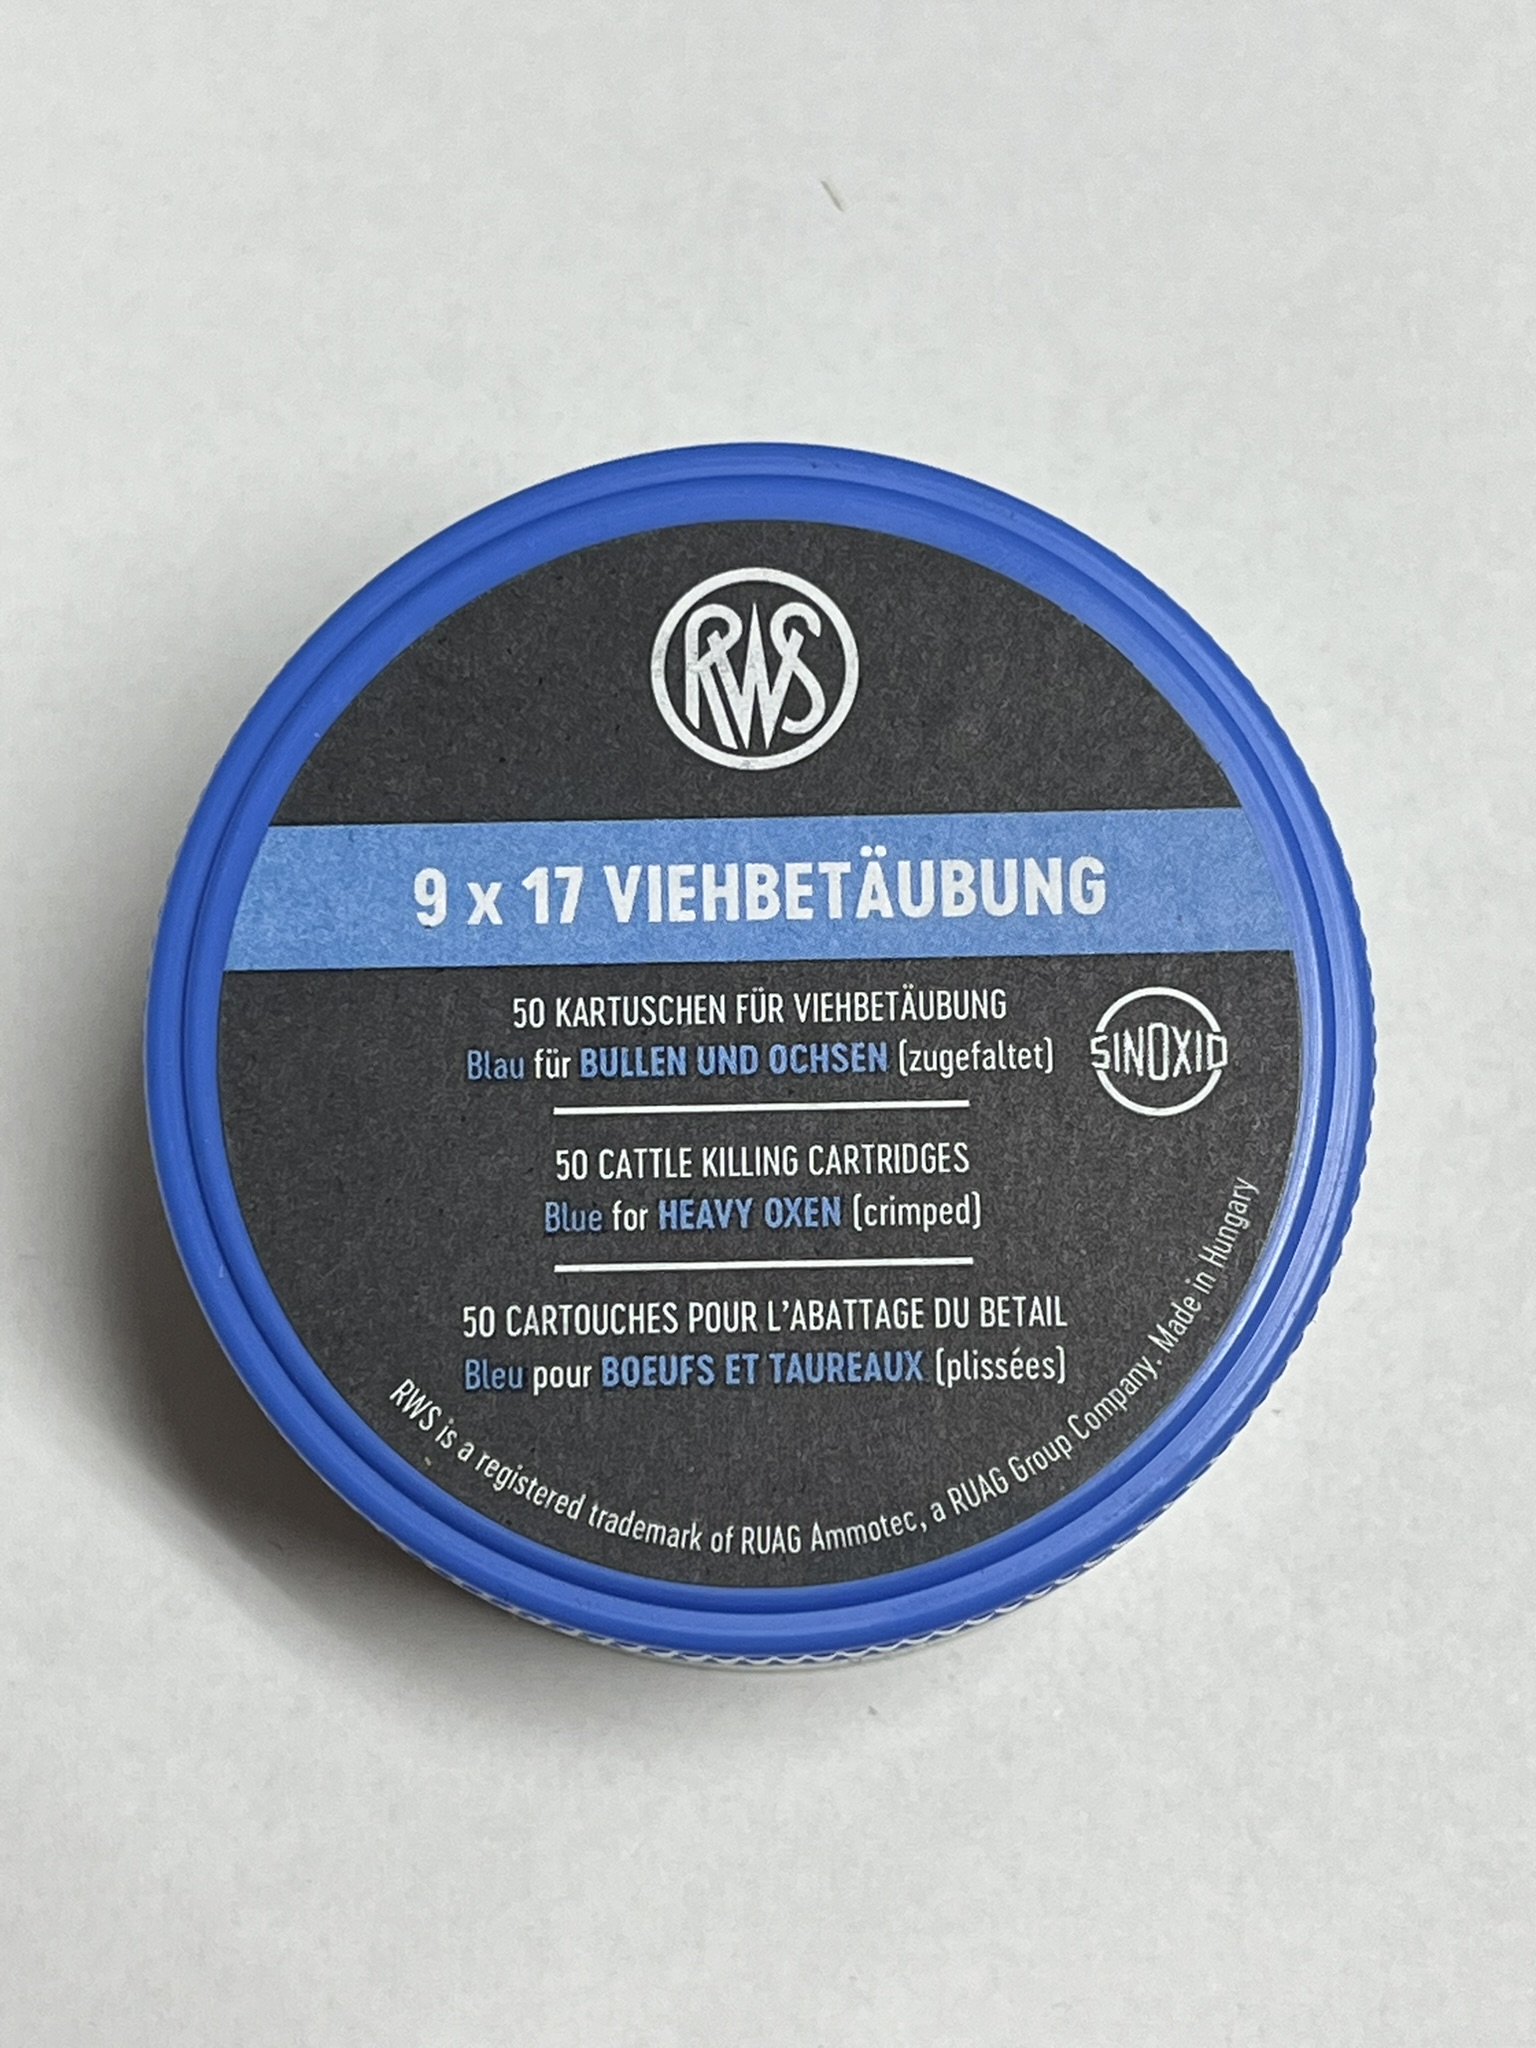 RWS
9 x 17 VIEHBETÄUBUNG
50 KARTUSCHEN FÜR VIEHBETÄUBUNG
Blau für BULLEN UND OCHSEN (zugefaltet)
SINOXID
50 CATTLE KILLING CARTRIDGES
Blue for HEAVY OXEN (crimped)
50 CARTOUCHES POUR L’ABATTAGE DU BETAIL
Bleu pour BOEUFS ET TAUREAUX (plissées)
RWS is a registered trademark of RUAG Ammotec, a RUAG Group Company. Made in Hungary